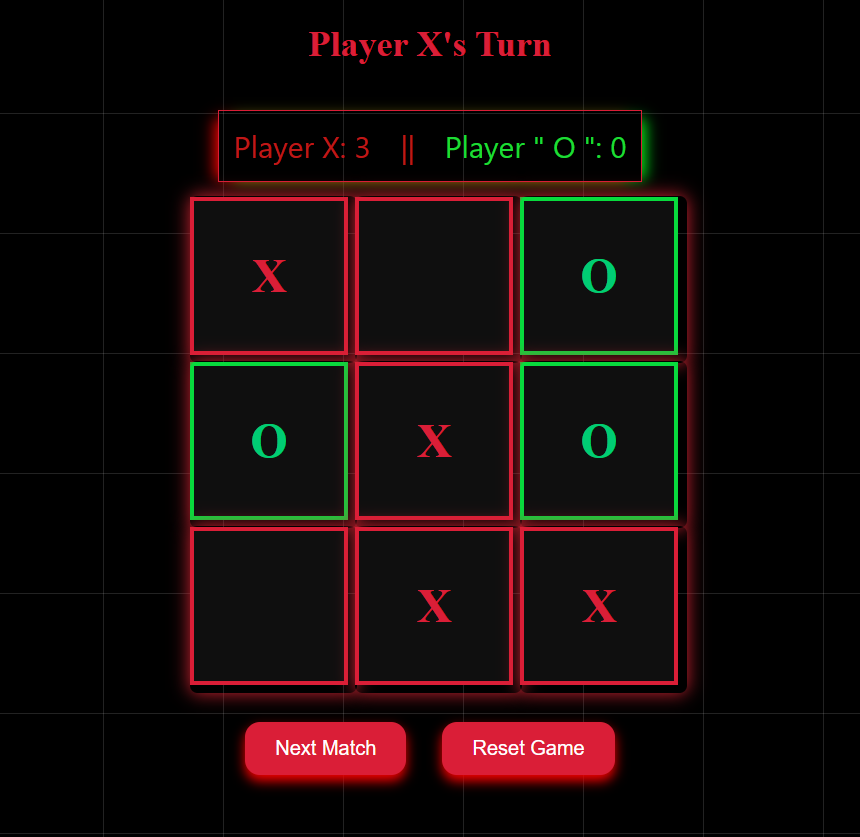 Player X's Turn
Player X: 3 || Player " O ": 0
X O
O X O
X X
Next Match Reset Game